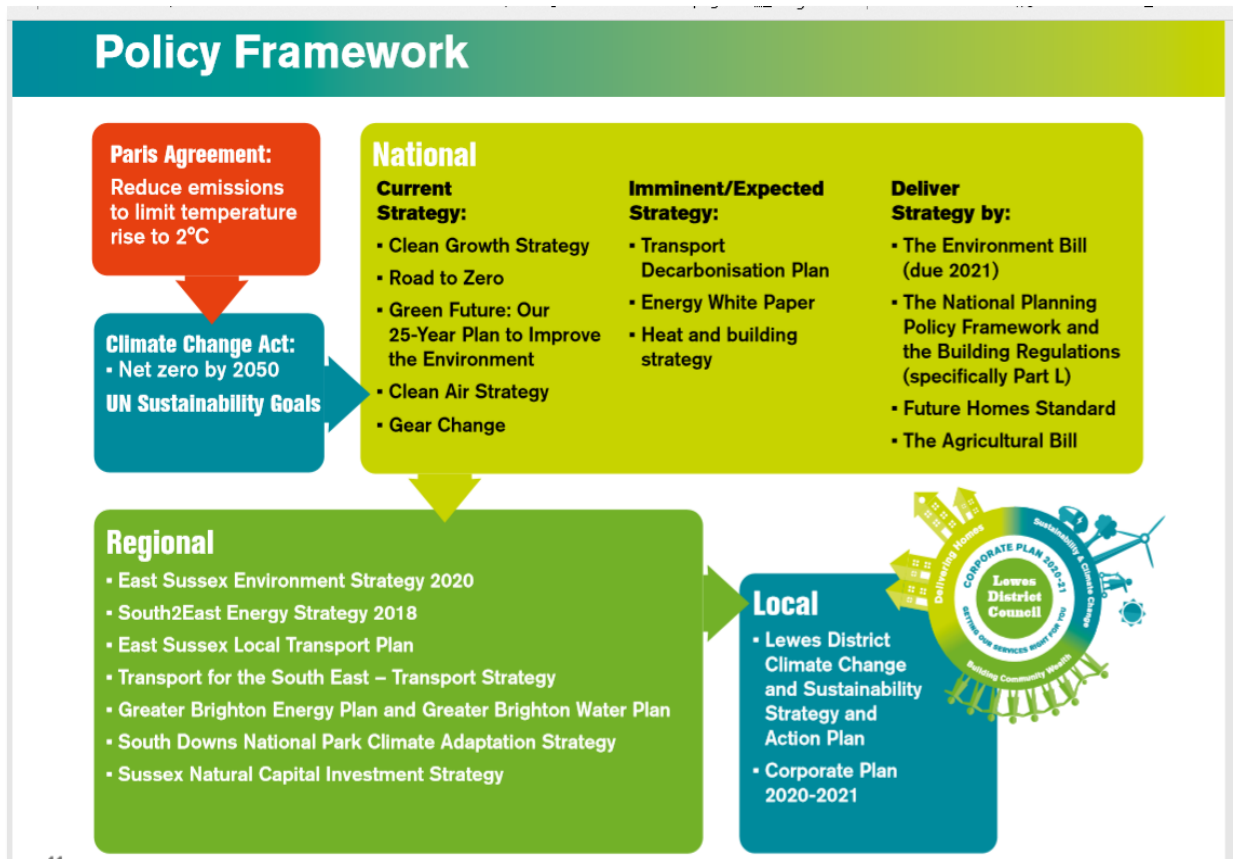 Policy Framework
Paris Agreement:
Reduce emissions
to limit temperature
rise to 2°C
Climate Change Act:
▪ Net zero by 2050
UN Sustainability Goals
National
Current
Strategy:
▪ Clean Growth Strategy
▪ Road to Zero
▪ Green Future: Our
25-Year Plan to Improve
the Environment
▪ Clean Air Strategy
▪ Gear Change
Imminent/Expected
Strategy:
▪ Transport
Decarbonisation Plan
▪ Energy White Paper
▪ Heat and building
strategy
Deliver
Strategy by:
▪ The Environment Bill
(due 2021)
▪ The National Planning
Policy Framework and
the Building Regulations
(specifically Part L)
▪ Future Homes Standard
▪ The Agricultural Bill
Regional
▪ East Sussex Environment Strategy 2020
▪ South2East Energy Strategy 2018
▪ East Sussex Local Transport Plan
▪ Transport for the South East – Transport Strategy
▪ Greater Brighton Energy Plan and Greater Brighton Water Plan
▪ South Downs National Park Climate Adaptation Strategy
▪ Sussex Natural Capital Investment Strategy
Local
▪ Lewes District
Climate Change
and Sustainability
Strategy and
Action Plan
▪ Corporate Plan
2020-2021
Delivering Homes
Sustainability & Climate Change
Building Community Wealth
CORPORATE PLAN 2020-21
GETTING OUR SERVICES RIGHT FOR YOU
Lewes
District
Council